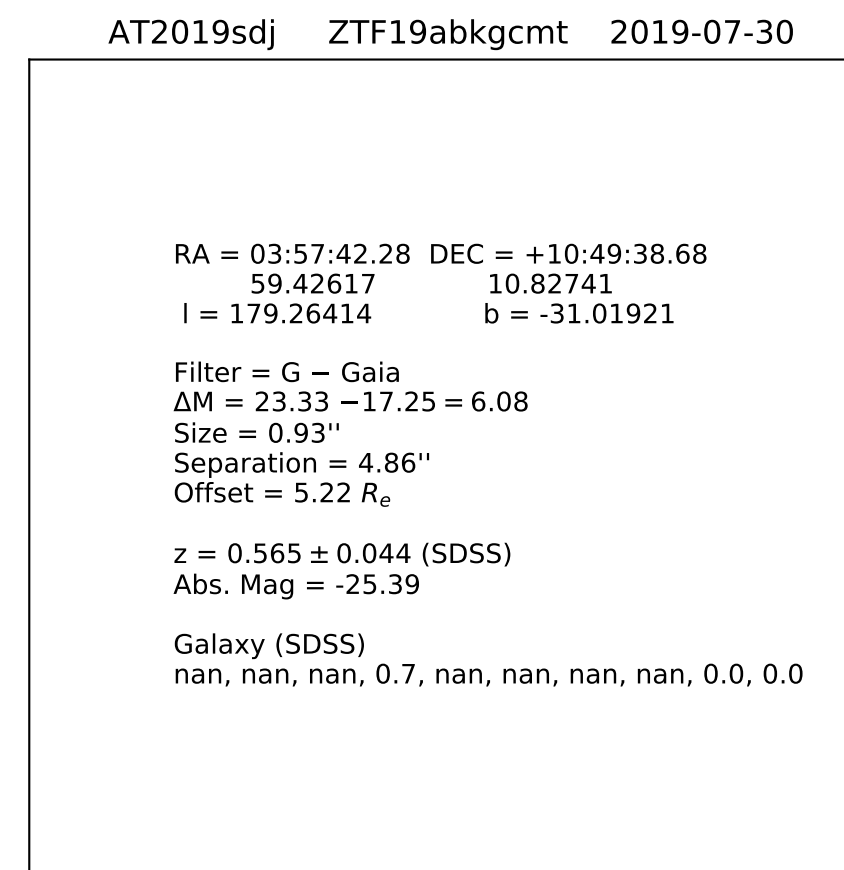 AT2019sdj ZTF19abkgcmt 2019-07-30
RA = 03:57:42.28 DEC = +10:49:38.68
59.42617 10.82741
l = 179.26414 b = -31.01921
Filter = G − Gaia
ΔM = 23.33 −17.25 = 6.08
Size = 0.93''
Separation = 4.86''
Offset = 5.22 Re
z = 0.565 ± 0.044 (SDSS)
Abs. Mag = -25.39
Galaxy (SDSS)
nan, nan, nan, 0.7, nan, nan, nan, nan, 0.0, 0.0